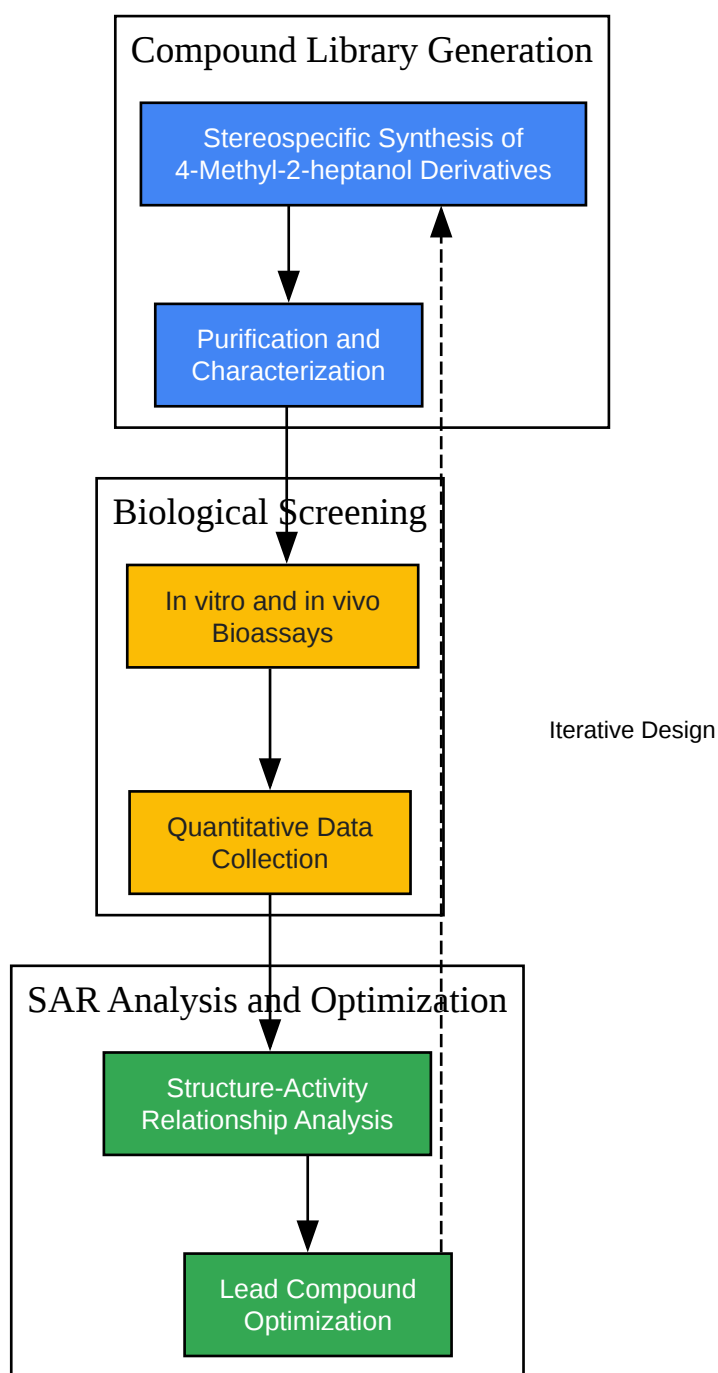 Compound Library Generation
Stereospecific Synthesis of
4-Methyl-2-heptanol Derivatives
Purification and
Characterization
Biological Screening
In vitro and in vivo
Bioassays
Iterative Design
Quantitative Data
Collection
SAR Analysis and Optimization
Structure-Activity
Relationship Analysis
Lead Compound
Optimization